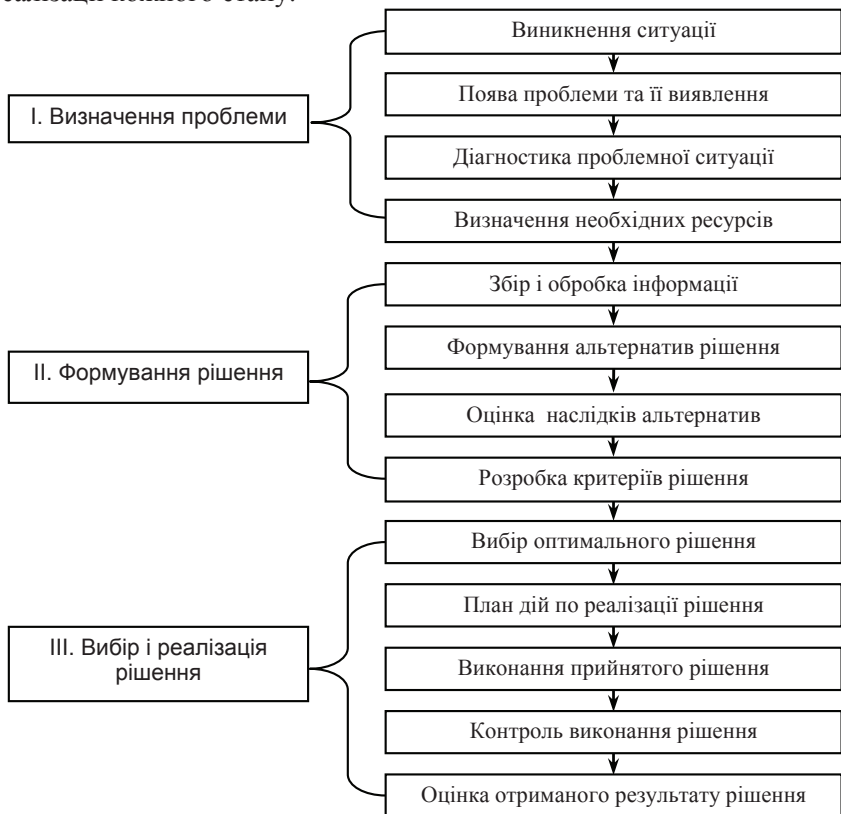 кожного етапу.
I. Визначення проблеми
Виникнення ситуації
Поява проблеми та її виявлення
Діагностика проблемної ситуації
Визначення необхідних ресурсів
II. Формування рішення
Збір і обробка інформації
Формування альтернатив рішення
Оцінка наслідків альтернатив
Розробка критеріїв рішення
III. Вибір і реалізація
рішення
Вибір оптимального рішення
План дій по реалізації рішення
Виконання прийнятого рішення
Контроль виконання рішення
Оцінка отриманого результату рішення